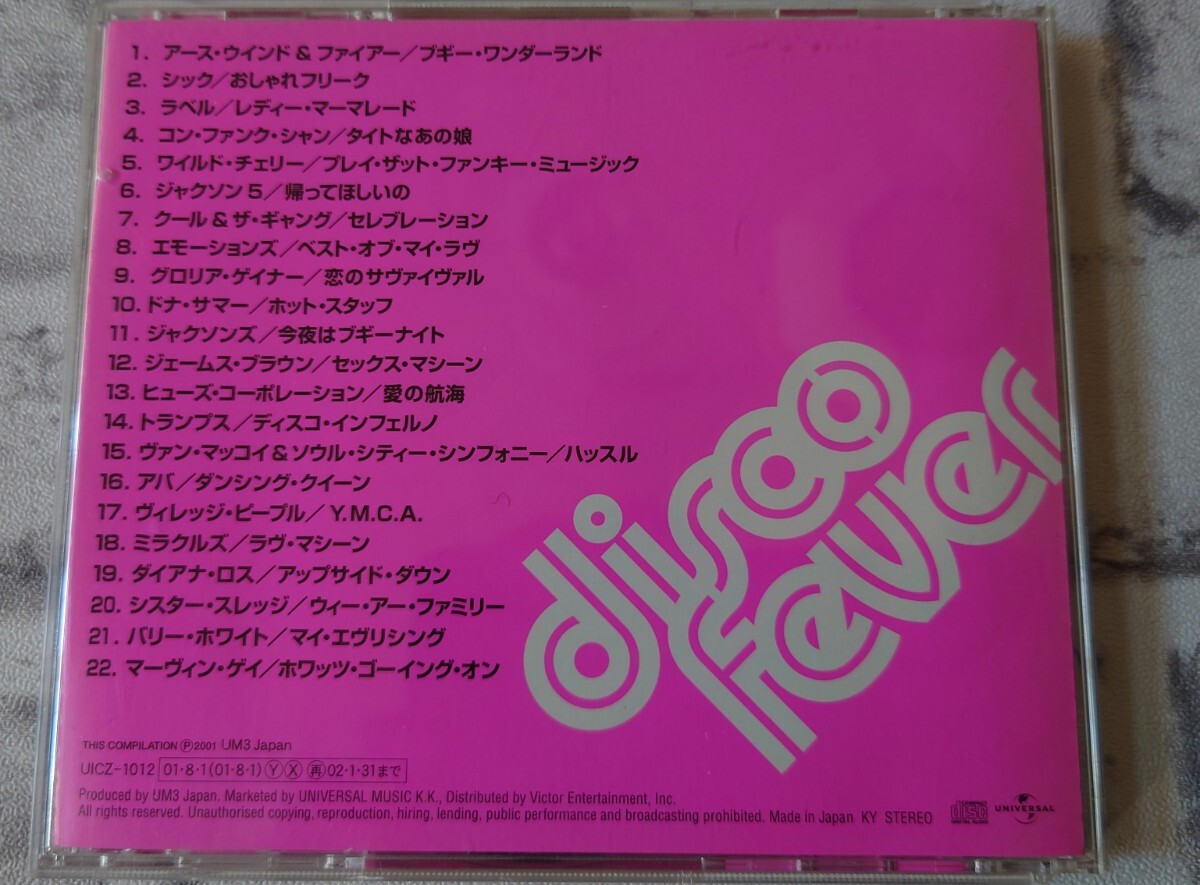 1. アース・ウインド & ファイアー／ブギー・ワンダーランド
2. シック／おしゃれフリーク
3. ラベル／レディー・マーマレード
4. コン・ファンク・シャン／タイトなあの娘
5. ワイルド・チェリー／プレイ・ザット・ファンキー・ミュージック
6. ジャクソン 5／帰ってほしいの
7. クール & ザ・ギャング／セレブレーション
8. エモーションズ／ベスト・オブ・マイ・ラヴ
9. グロリア・ゲイナー／恋のサヴァイヴァル
10. ドナ・サマー／ホット・スタッフ
11. ジャクソンズ／今夜はブギーナイト
12. ジェームス・ブラウン／セックス・マシーン
13. ヒューズ・コーポレーション／愛の航海
14. トランプス／ディスコ・インフェルノ
15. ヴァン・マッコイ & ソウル・シティー・シンフォニー／ハッスル
16. アバ／ダンシング・クイーン
17. ヴィレッジ・ピープル／Y.M.C.A.
18. ミラクルズ／ラヴ・マシーン
19. ダイアナ・ロス／アップサイド・ダウン
20. シスター・スレッジ／ウィー・アー・ファミリー
21. バリー・ホワイト／マイ・エヴリシング
22. マーヴィン・ゲイ／ホワッツ・ゴーイング・オン
disco
fever
THIS COMPILATION Ⓟ2001 UM3 Japan
UICZ-1012 01・8・1(01・8・1)ⓎⓍ㊢02・1・31まで
Produced by UM3 Japan. Marketed by UNIVERSAL MUSIC K.K., Distributed by Victor Entertainment, Inc.
All rights reserved. Unauthorised copying, reproduction, hiring, lending, public performance and broadcasting prohibited. Made in Japan KY STEREO
COMPACT
disc
DIGITAL AUDIO
UNIVERSAL